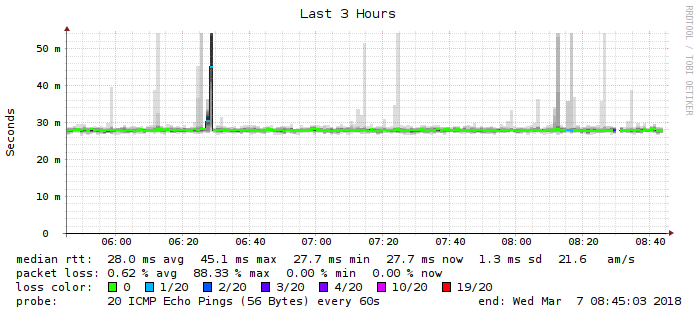 Last 3 Hours
RRDTOOL / TOBI OETIKER
Seconds
50 m
40 m
30 m
20 m
10 m
0
06:00 06:20 06:40 07:00 07:20 07:40 08:00 08:20 08:40
median rtt: 28.0 ms avg 45.1 ms max 27.7 ms min 27.7 ms now 1.3 ms sd 21.6 am/s
packet loss: 0.62 % avg 88.33 % max 0.00 % min 0.00 % now
loss color: 0 1/20 2/20 3/20 4/20 10/20 19/20
probe: 20 ICMP Echo Pings (56 Bytes) every 60s end: Wed Mar 7 08:45:03 2018